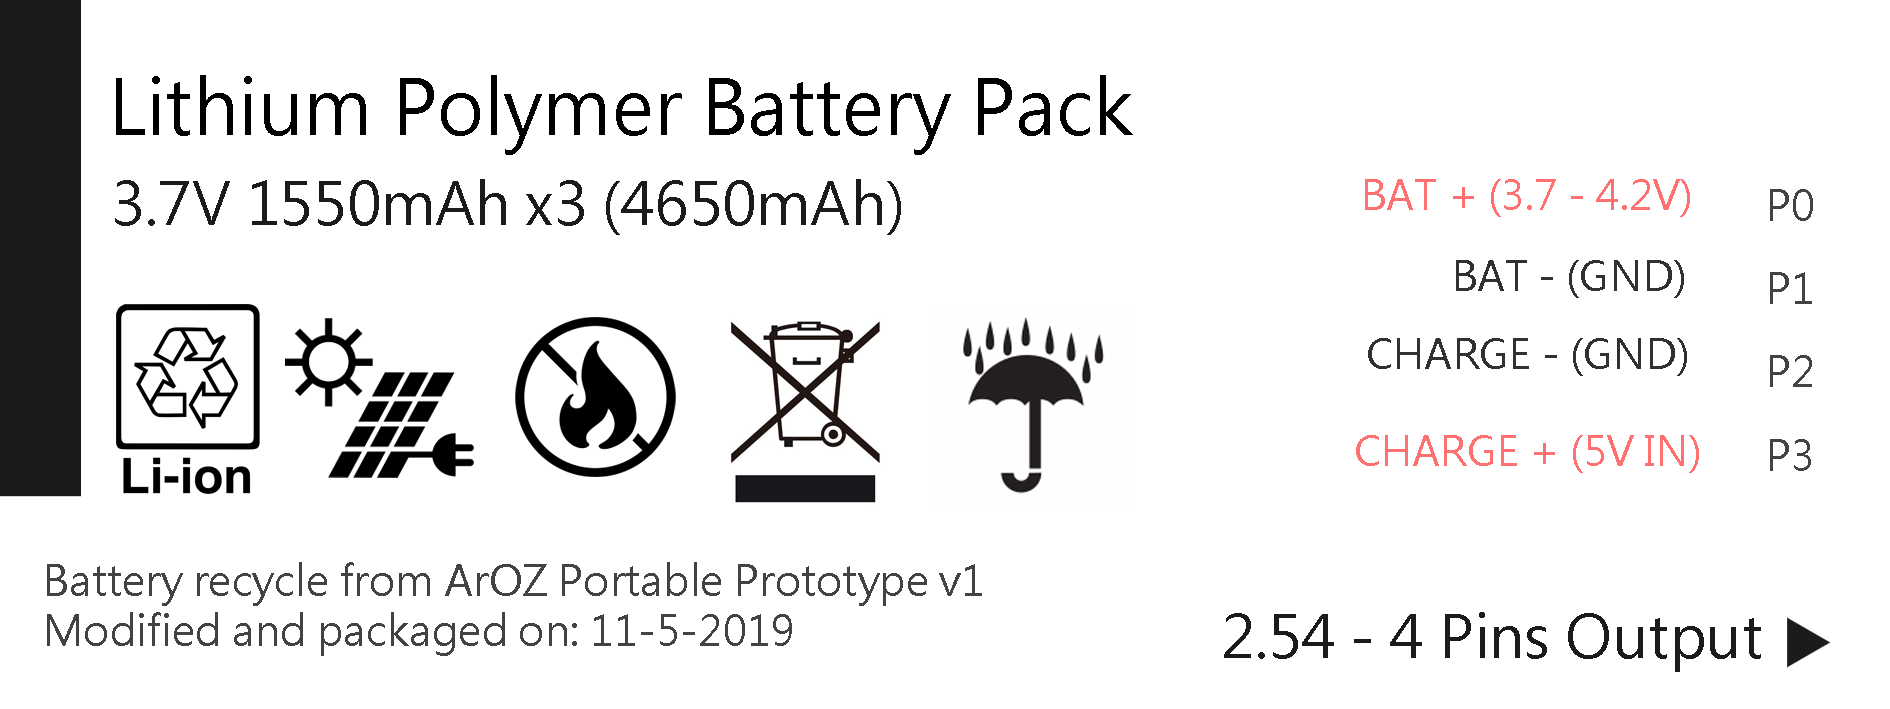 Lithium Polymer Battery Pack
3.7V 1550mAh x3 (4650mAh)
BAT + (3.7 - 4.2V) P0
BAT - (GND) P1
CHARGE - (GND) P2
CHARGE + (5V IN) P3
Li-ion
Battery recycle from ArOZ Portable Prototype v1
Modified and packaged on: 11-5-2019
2.54 - 4 Pins Output